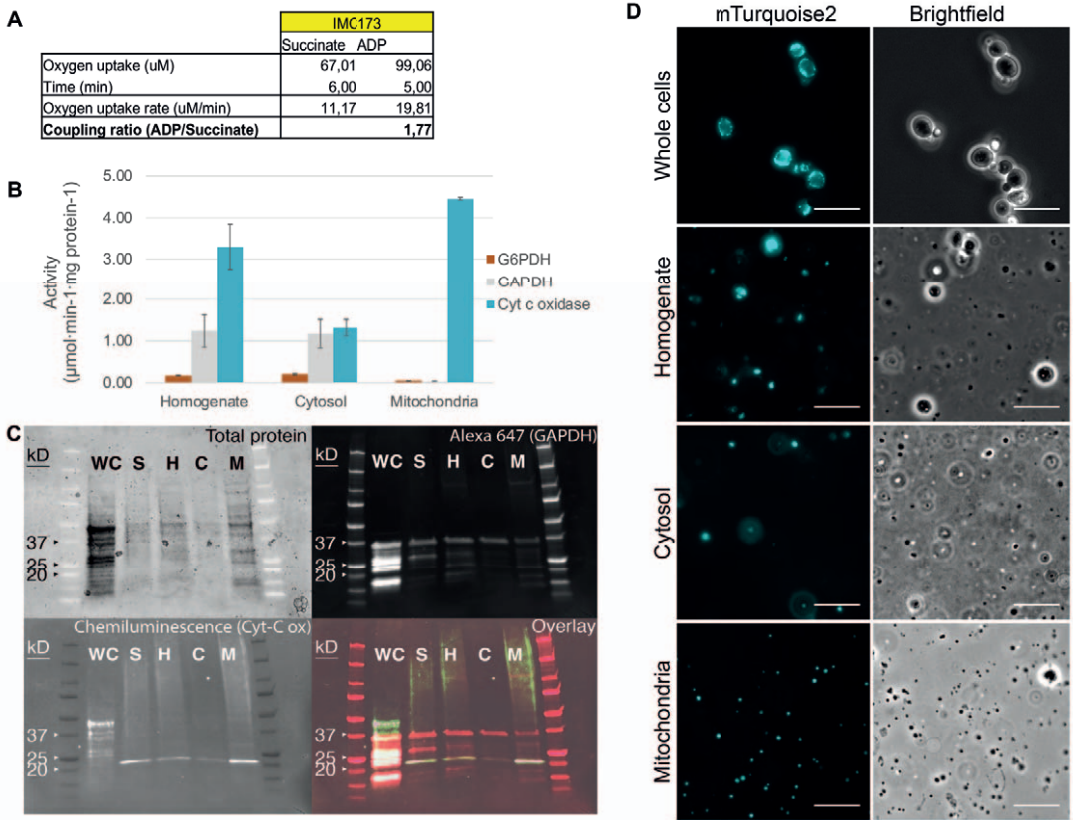 A
IMC173
Succinate ADP
Oxygen uptake (uM) 67,01 99,06
Time (min) 6,00 5,00
Oxygen uptake rate (uM/min) 11,17 19,81
Coupling ratio (ADP/Succinate) 1,77
B
Activity
(µmol·min-1·mg protein-1)
5.00
4.00
3.00
2.00
1.00
0.00
Homogenate Cytosol Mitochondria
G6PDH
GAPDH
Cyt c oxidase
C
Total protein
kD
WC S H C M
37
25
20
Alexa 647 (GAPDH)
kD
WC S H C M
37
25
20
Chemiluminescence (Cyt-C ox)
kD
WC S H C M
37
25
20
Overlay
kD
WC S H C M
37
25
20
D
mTurquoise2 Brightfield
Whole cells
Homogenate
Cytosol
Mitochondria